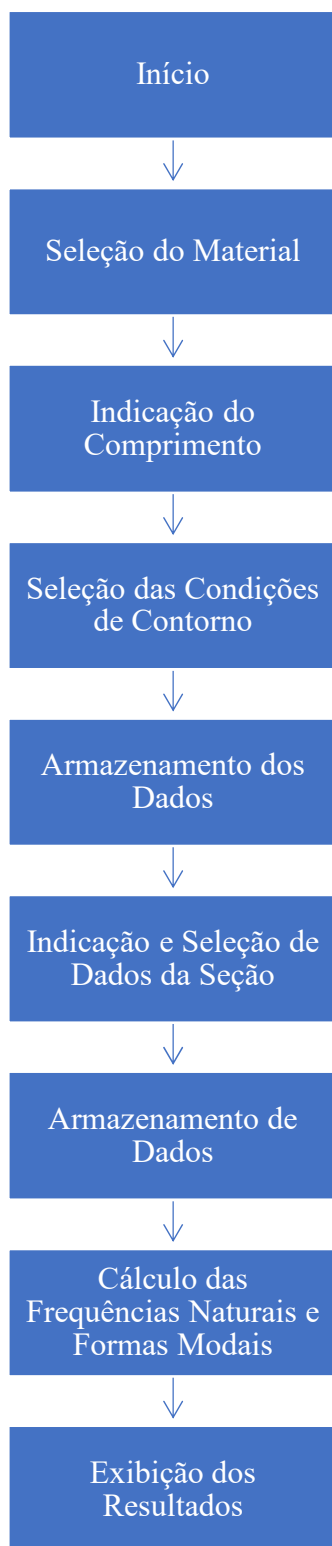 Início
Seleção do Material
Indicação do
Comprimento
Seleção das Condições
de Contorno
Armazenamento dos
Dados
Indicação e Seleção de
Dados da Seção
Armazenamento de
Dados
Cálculo das
Frequências Naturais e
Formas Modais
Exibição dos
Resultados